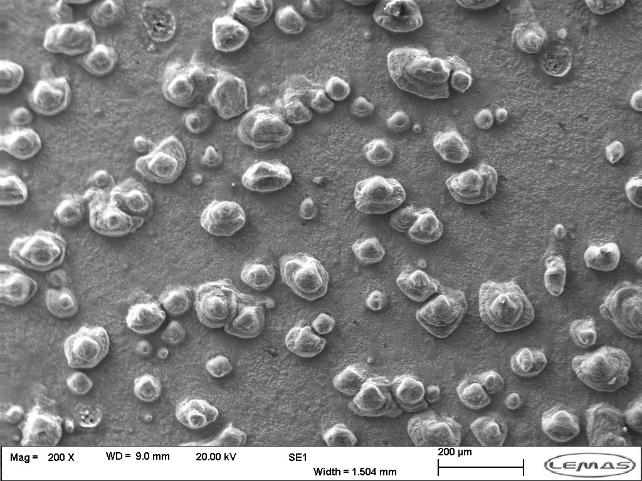 Mag = 200 X WD = 9.0 mm 20.00 kV SE1 200 µm
Width = 1.504 mm
LEMAS